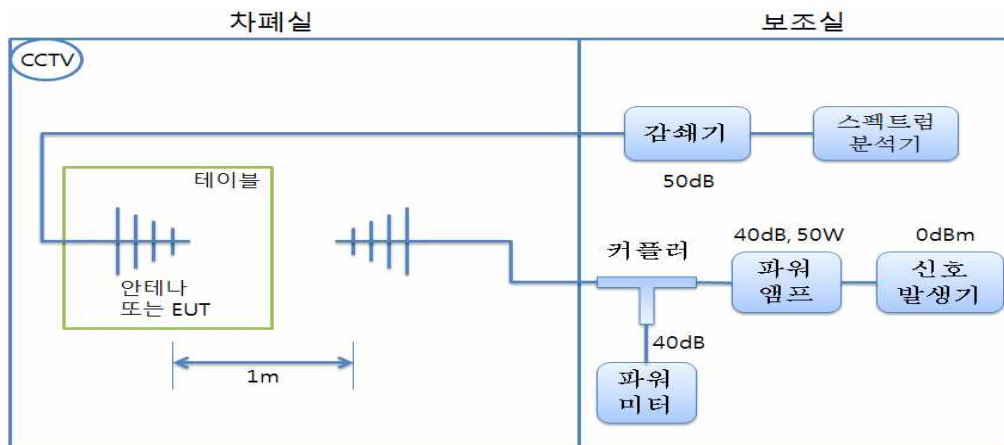 차폐실
보조실
CCTV
감쇄기
스펙트럼
분석기
50dB
테이블
안테나
또는 EUT
커플러
40dB, 50W
0dBm
파워
앰프
신호
발생기
40dB
1m
파워
미터